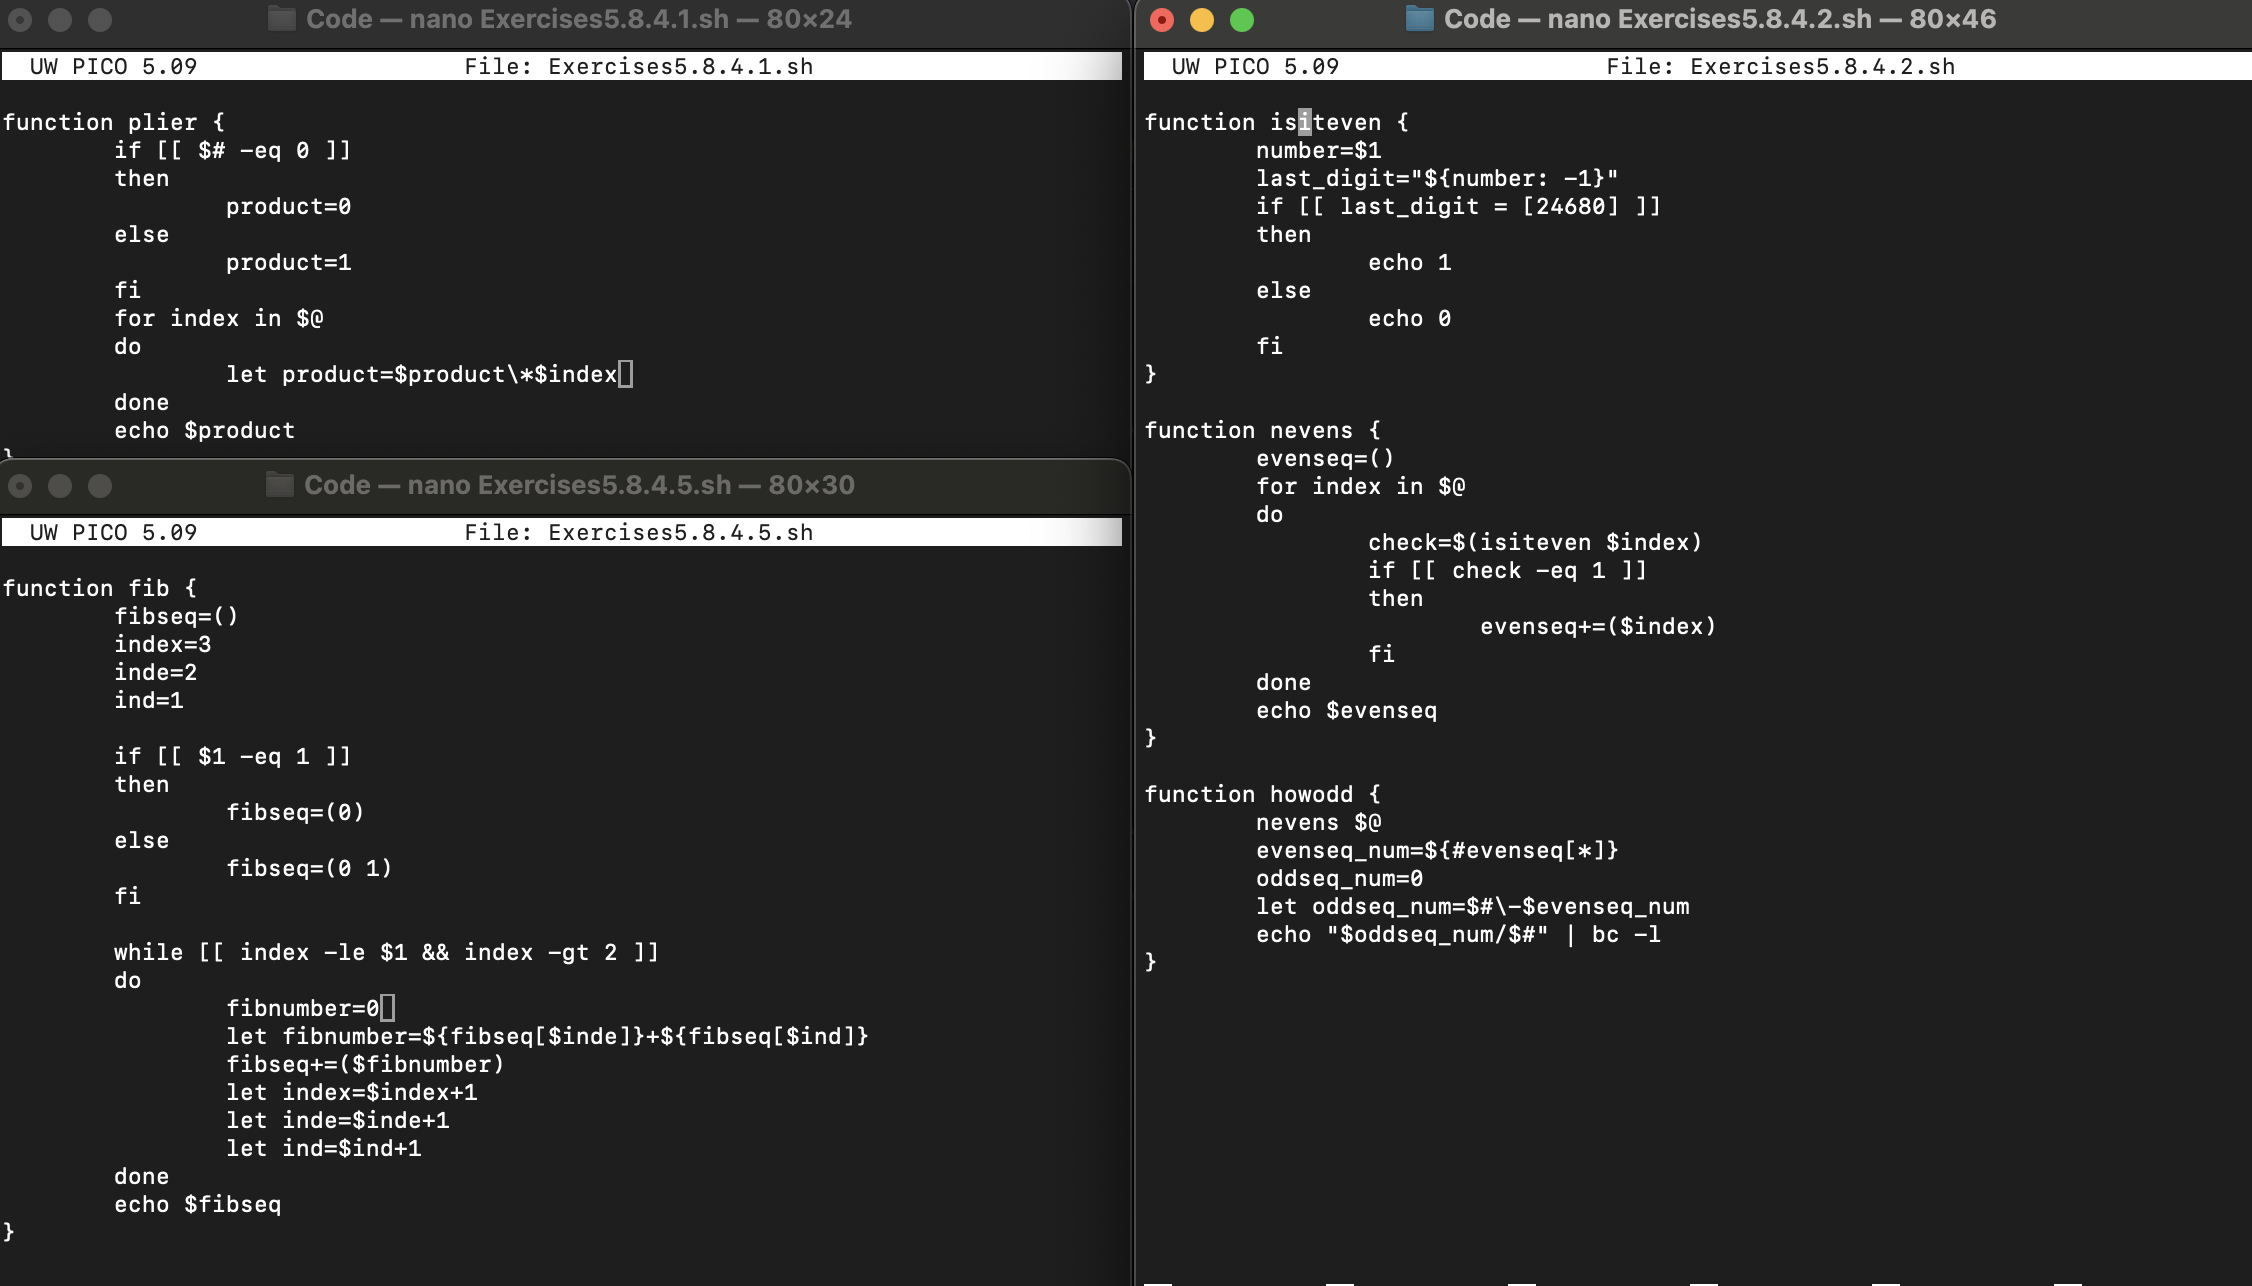 Code — nano Exercises5.8.4.1.sh — 80×24
UW PICO 5.09 File: Exercises5.8.4.1.sh
function plier {
if [[ $# -eq 0 ]]
then
product=0
else
product=1
fi
for index in $@
do
let product=$product\*$index
done
echo $product
}
Code — nano Exercises5.8.4.5.sh — 80×30
UW PICO 5.09 File: Exercises5.8.4.5.sh
function fib {
fibseq=()
index=3
inde=2
ind=1
if [[ $1 -eq 1 ]]
then
fibseq=(0)
else
fibseq=(0 1)
fi
while [[ index -le $1 && index -gt 2 ]]
do
fibnumber=0
let fibnumber=${fibseq[$inde]}+${fibseq[$ind]}
fibseq+=($fibnumber)
let index=$index+1
let inde=$inde+1
let ind=$ind+1
done
echo $fibseq
}
Code — nano Exercises5.8.4.2.sh — 80×46
UW PICO 5.09 File: Exercises5.8.4.2.sh
function isiteven {
number=$1
last_digit="${number: -1}"
if [[ last_digit = [24680] ]]
then
echo 1
else
echo 0
fi
}
function nevens {
evenseq=()
for index in $@
do
check=$(isiteven $index)
if [[ check -eq 1 ]]
then
evenseq+=($index)
fi
done
echo $evenseq
}
function howodd {
nevens $@
evenseq_num=${#evenseq[*]}
oddseq_num=0
let oddseq_num=$#\-$evenseq_num
echo "$oddseq_num/$#" | bc -l
}